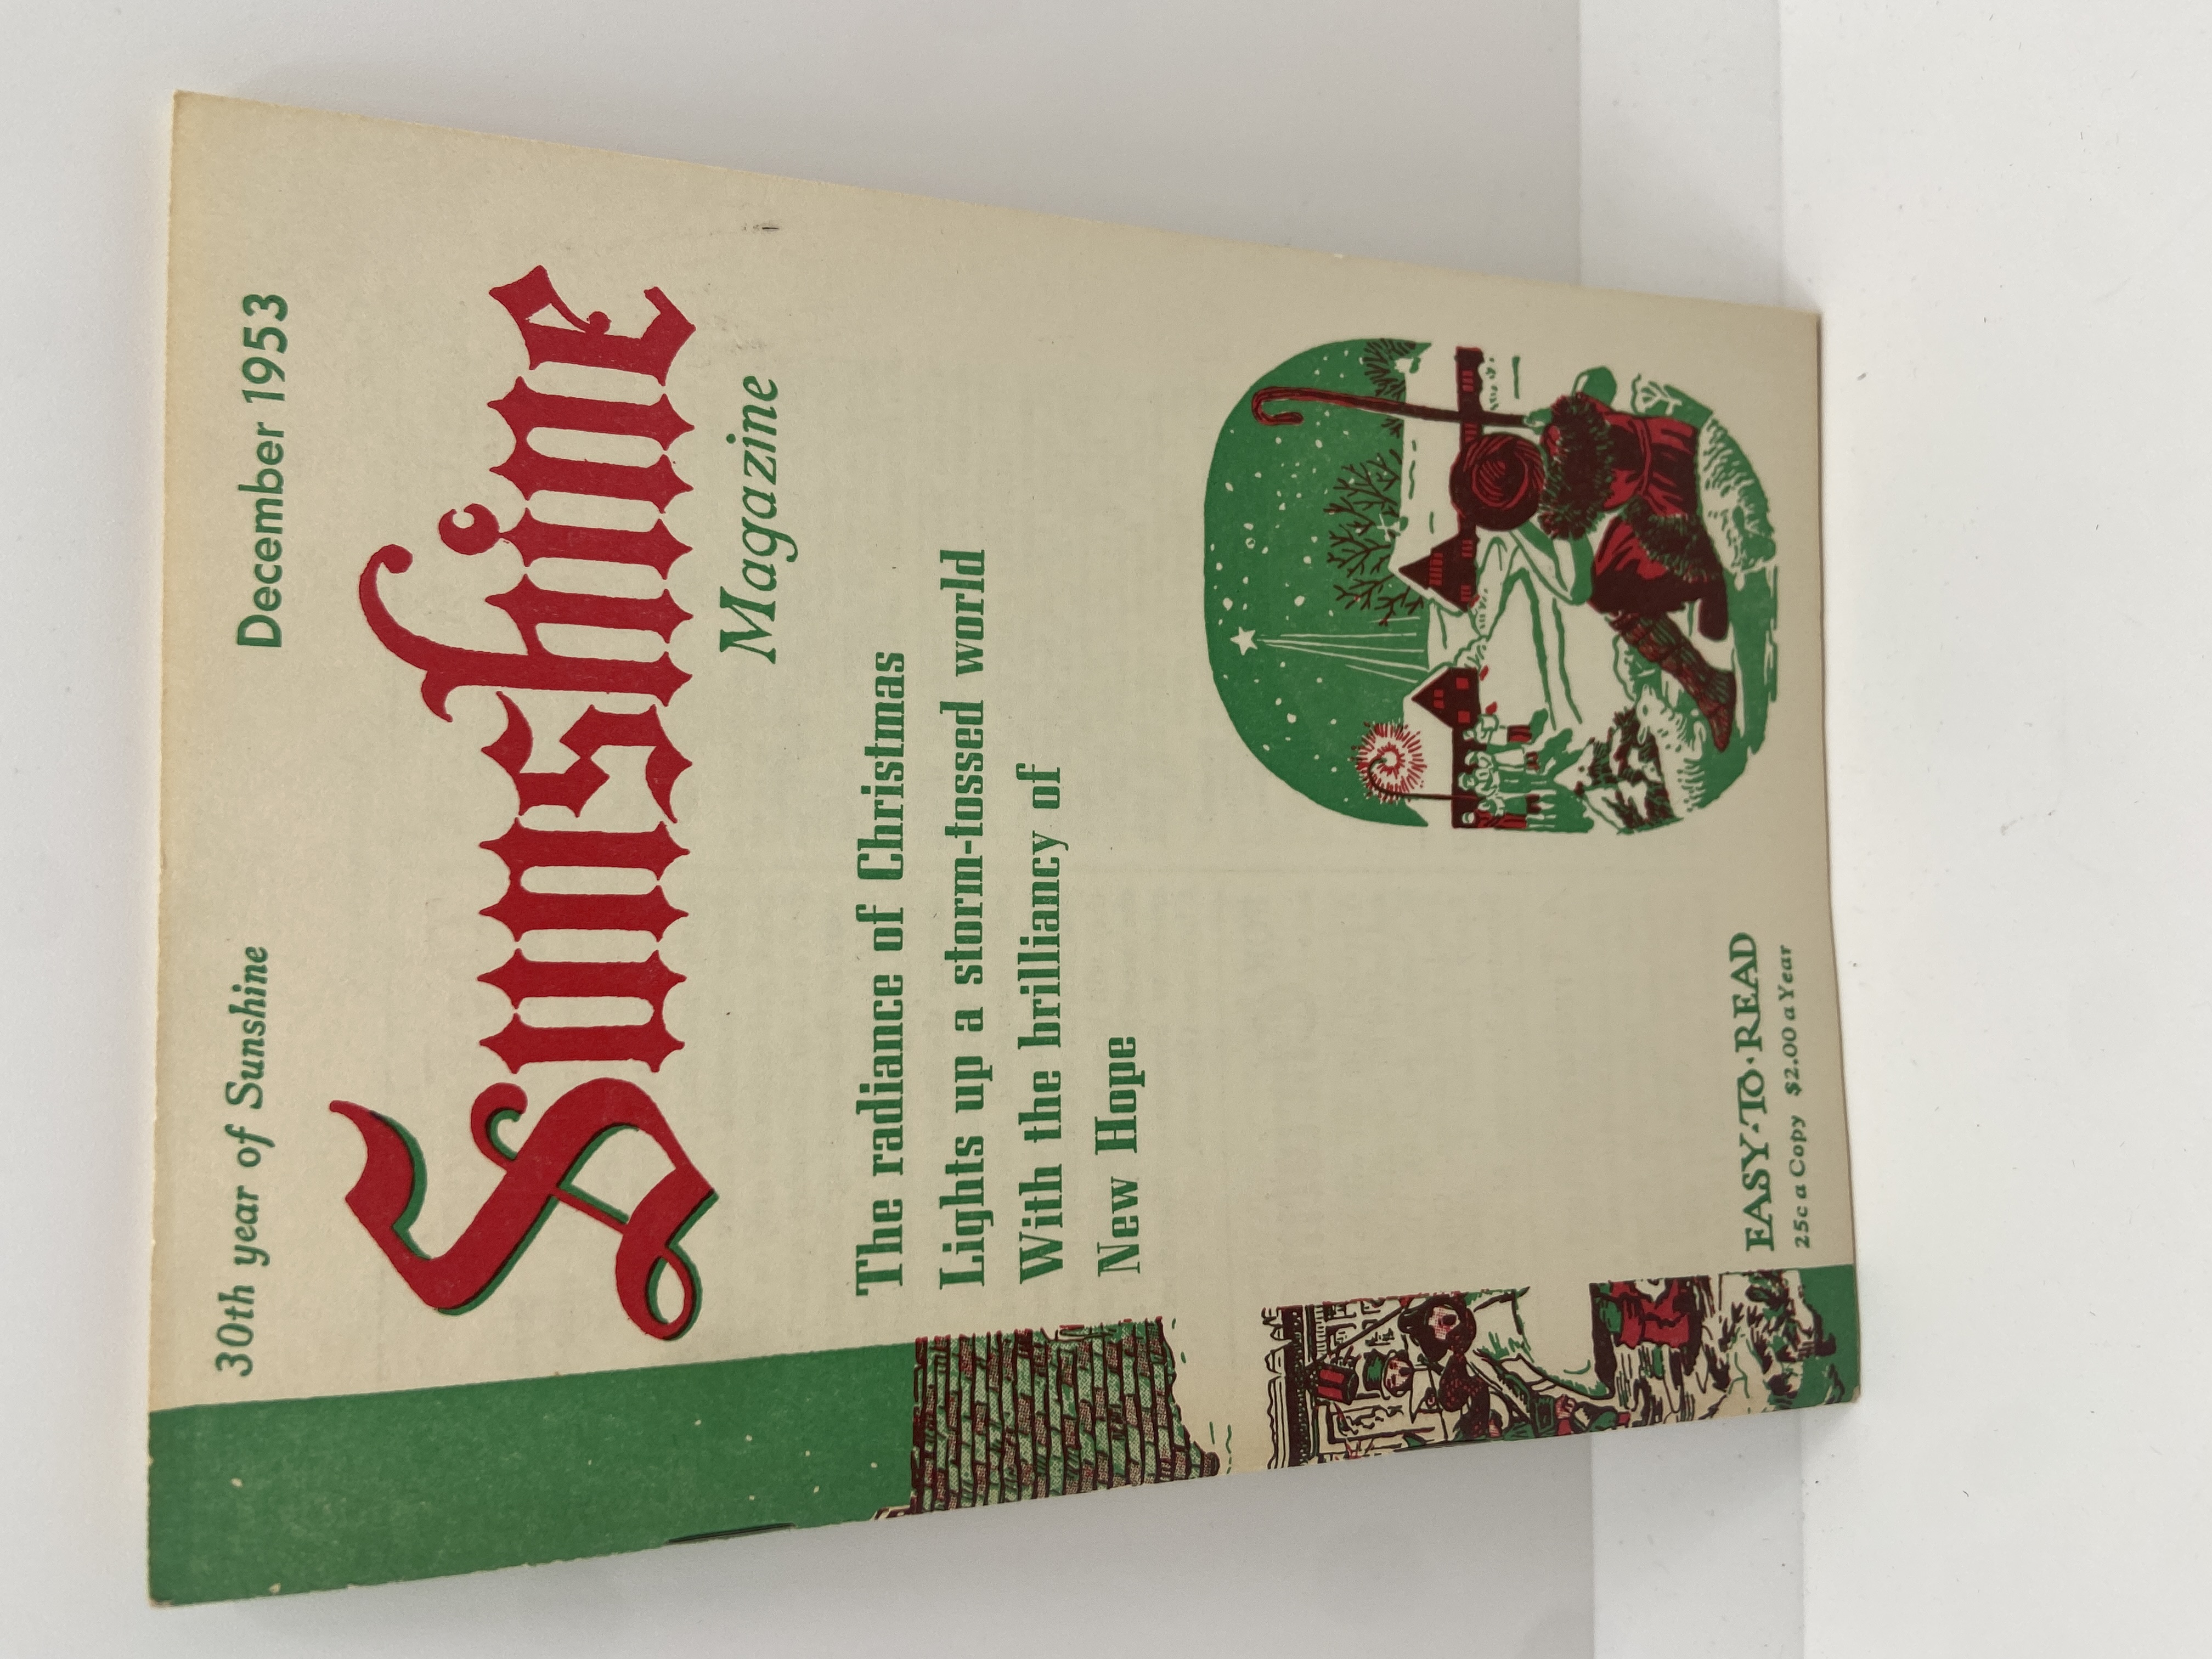 30th year of Sunshine December 1953
Sunshine
Magazine
The radiance of Christmas
Lights up a storm-tossed world
With the brilliancy of
New Hope
EASY-TO-READ
25c a Copy $2.00 a Year